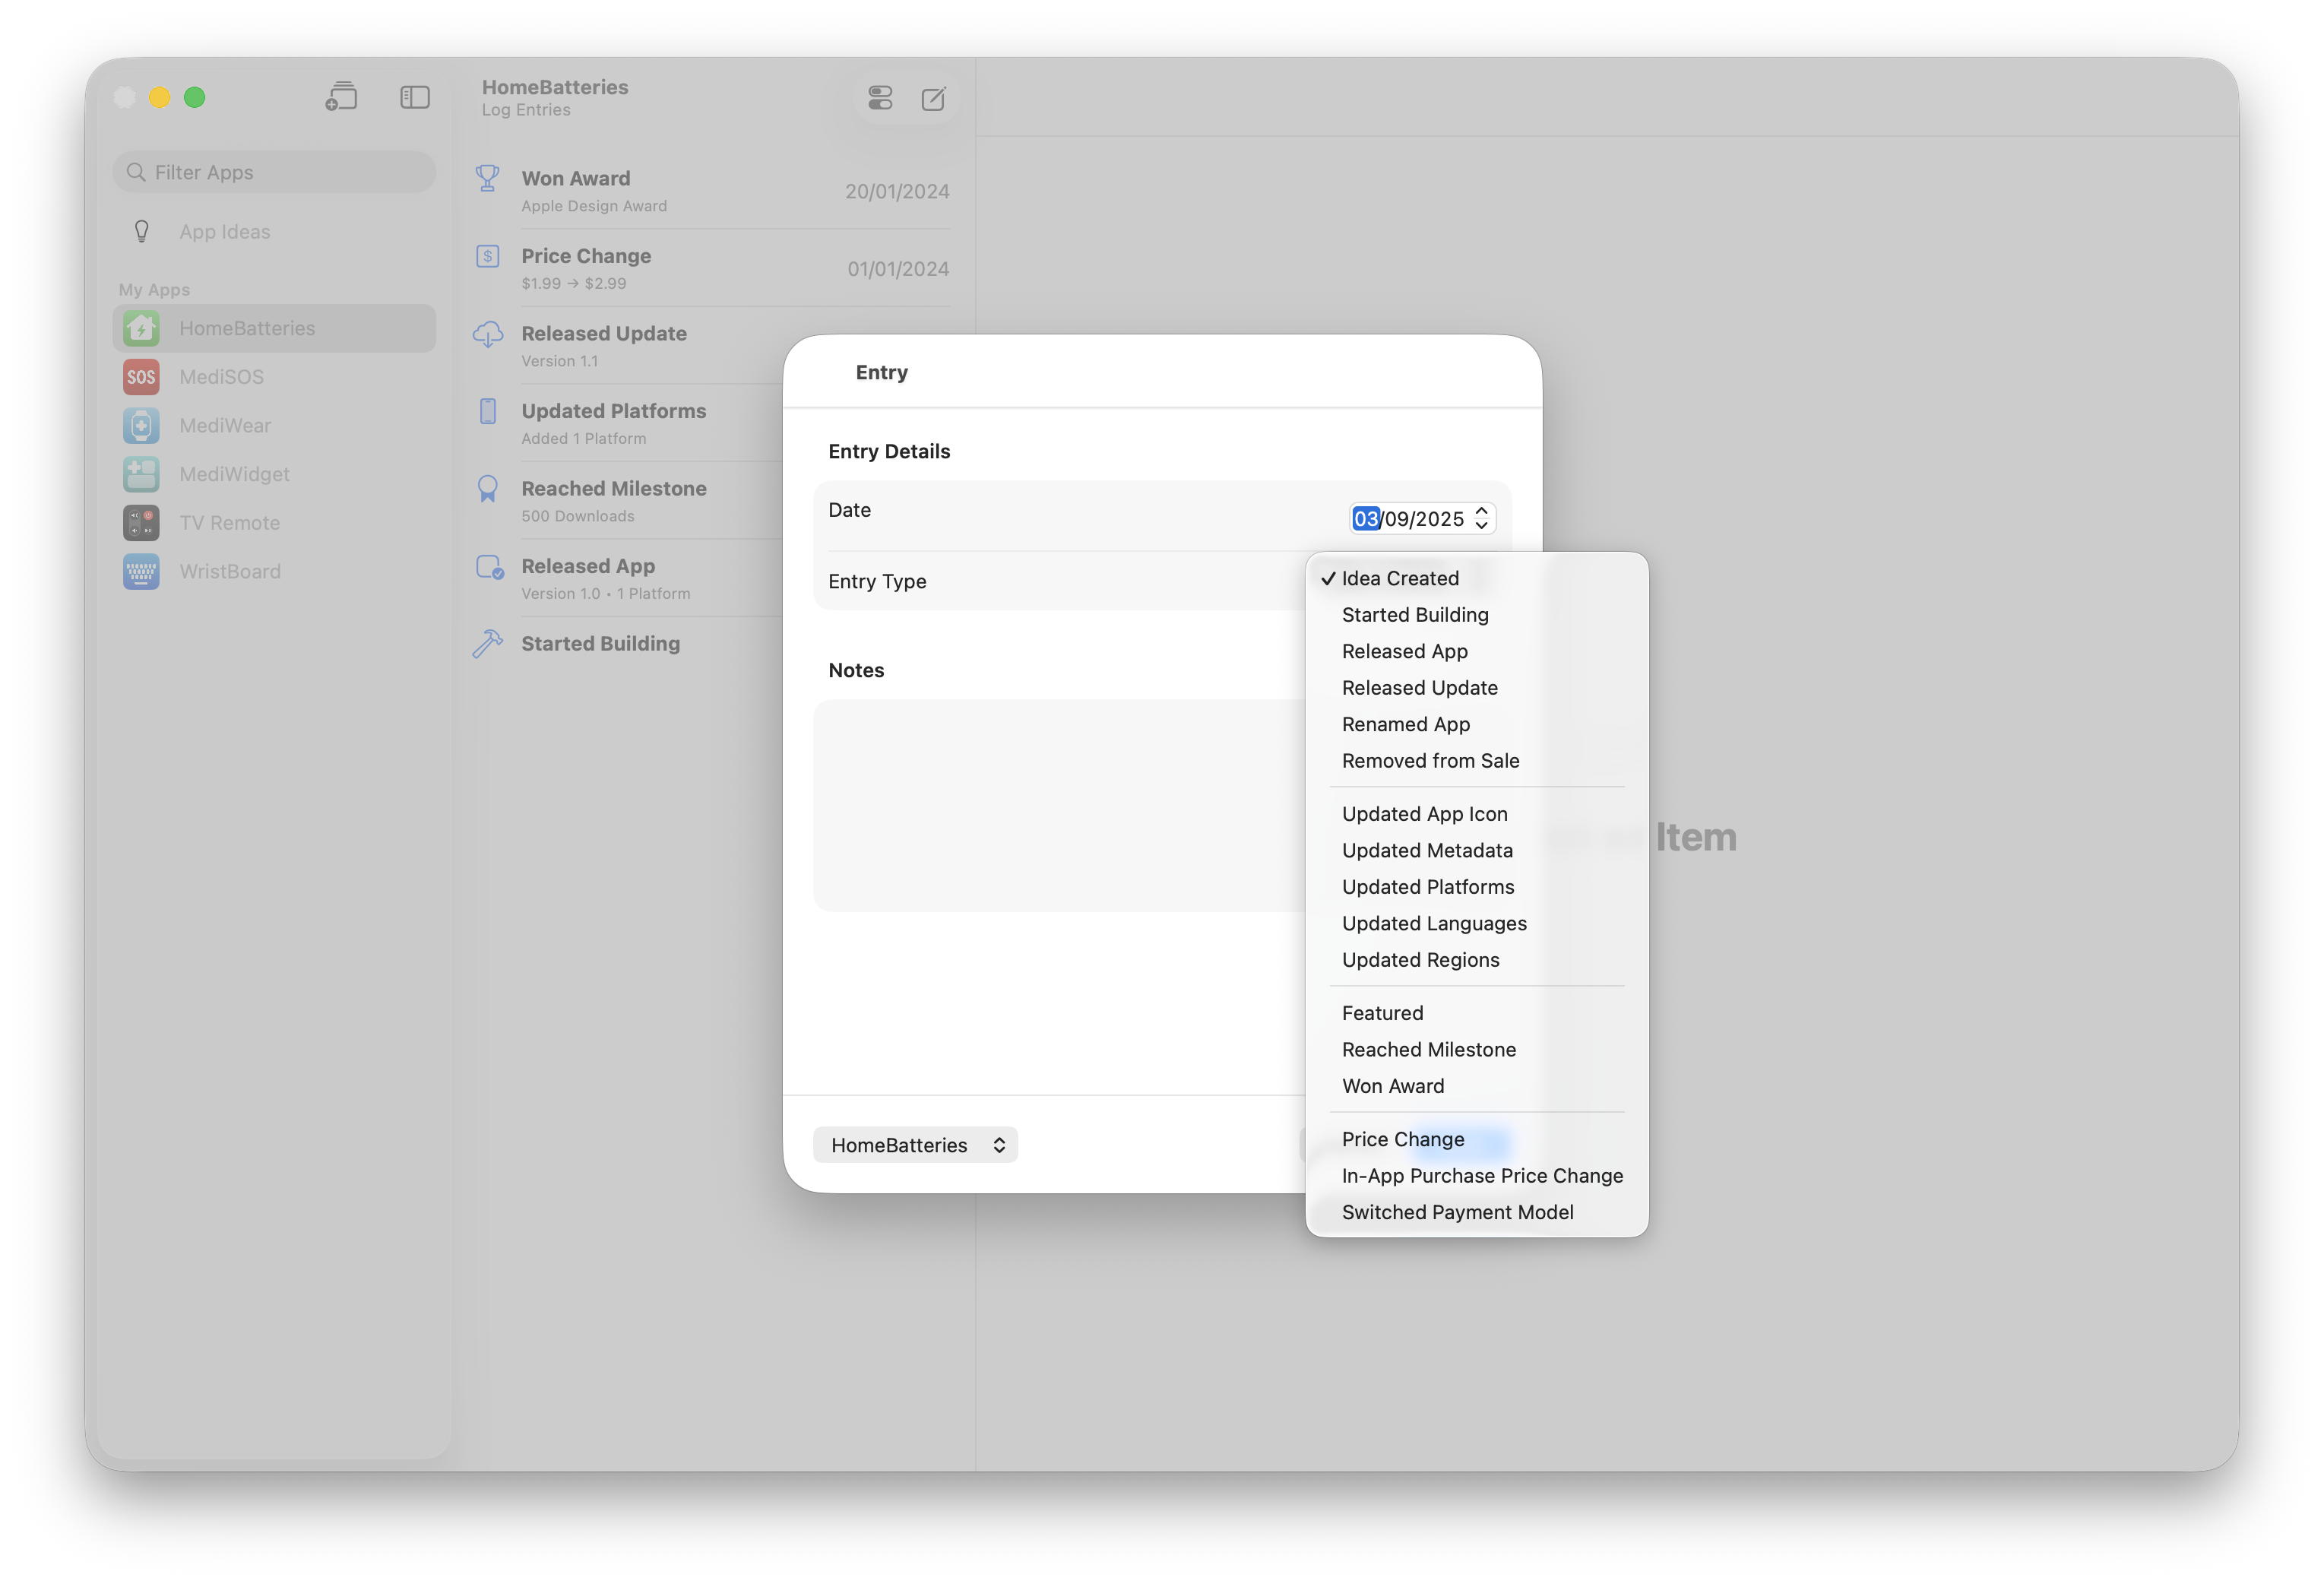 HomeBatteries
Log Entries
Filter Apps
App Ideas
My Apps
HomeBatteries
SOS
MediSOS
MediWear
MediWidget
TV Remote
WristBoard
Won Award
Apple Design Award
20/01/2024
Price Change
$1.99 → $2.99
01/01/2024
Released Update
Version 1.1
Updated Platforms
Added 1 Platform
Reached Milestone
500 Downloads
Released App
Version 1.0 • 1 Platform
Started Building
Entry
Entry Details
Date
03/09/2025
Entry Type
Notes
HomeBatteries
Idea Created
Started Building
Released App
Released Update
Renamed App
Removed from Sale
Updated App Icon
Updated Metadata
Updated Platforms
Updated Languages
Updated Regions
Featured
Reached Milestone
Won Award
Price Change
In-App Purchase Price Change
Switched Payment Model
Item